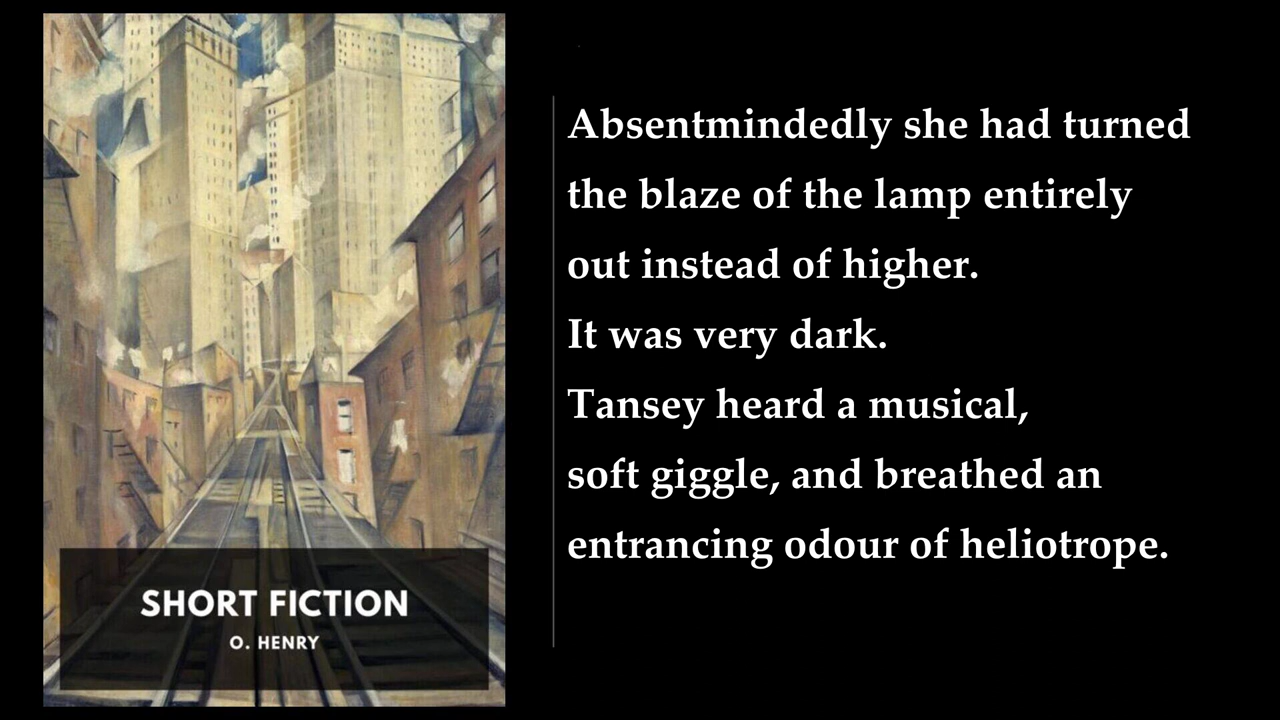 SHORT FICTION
O. HENRY
Absentmindedly she had turned
the blaze of the lamp entirely
out instead of higher.
It was very dark.
Tansey heard a musical,
soft giggle, and breathed an
entrancing odour of heliotrope.